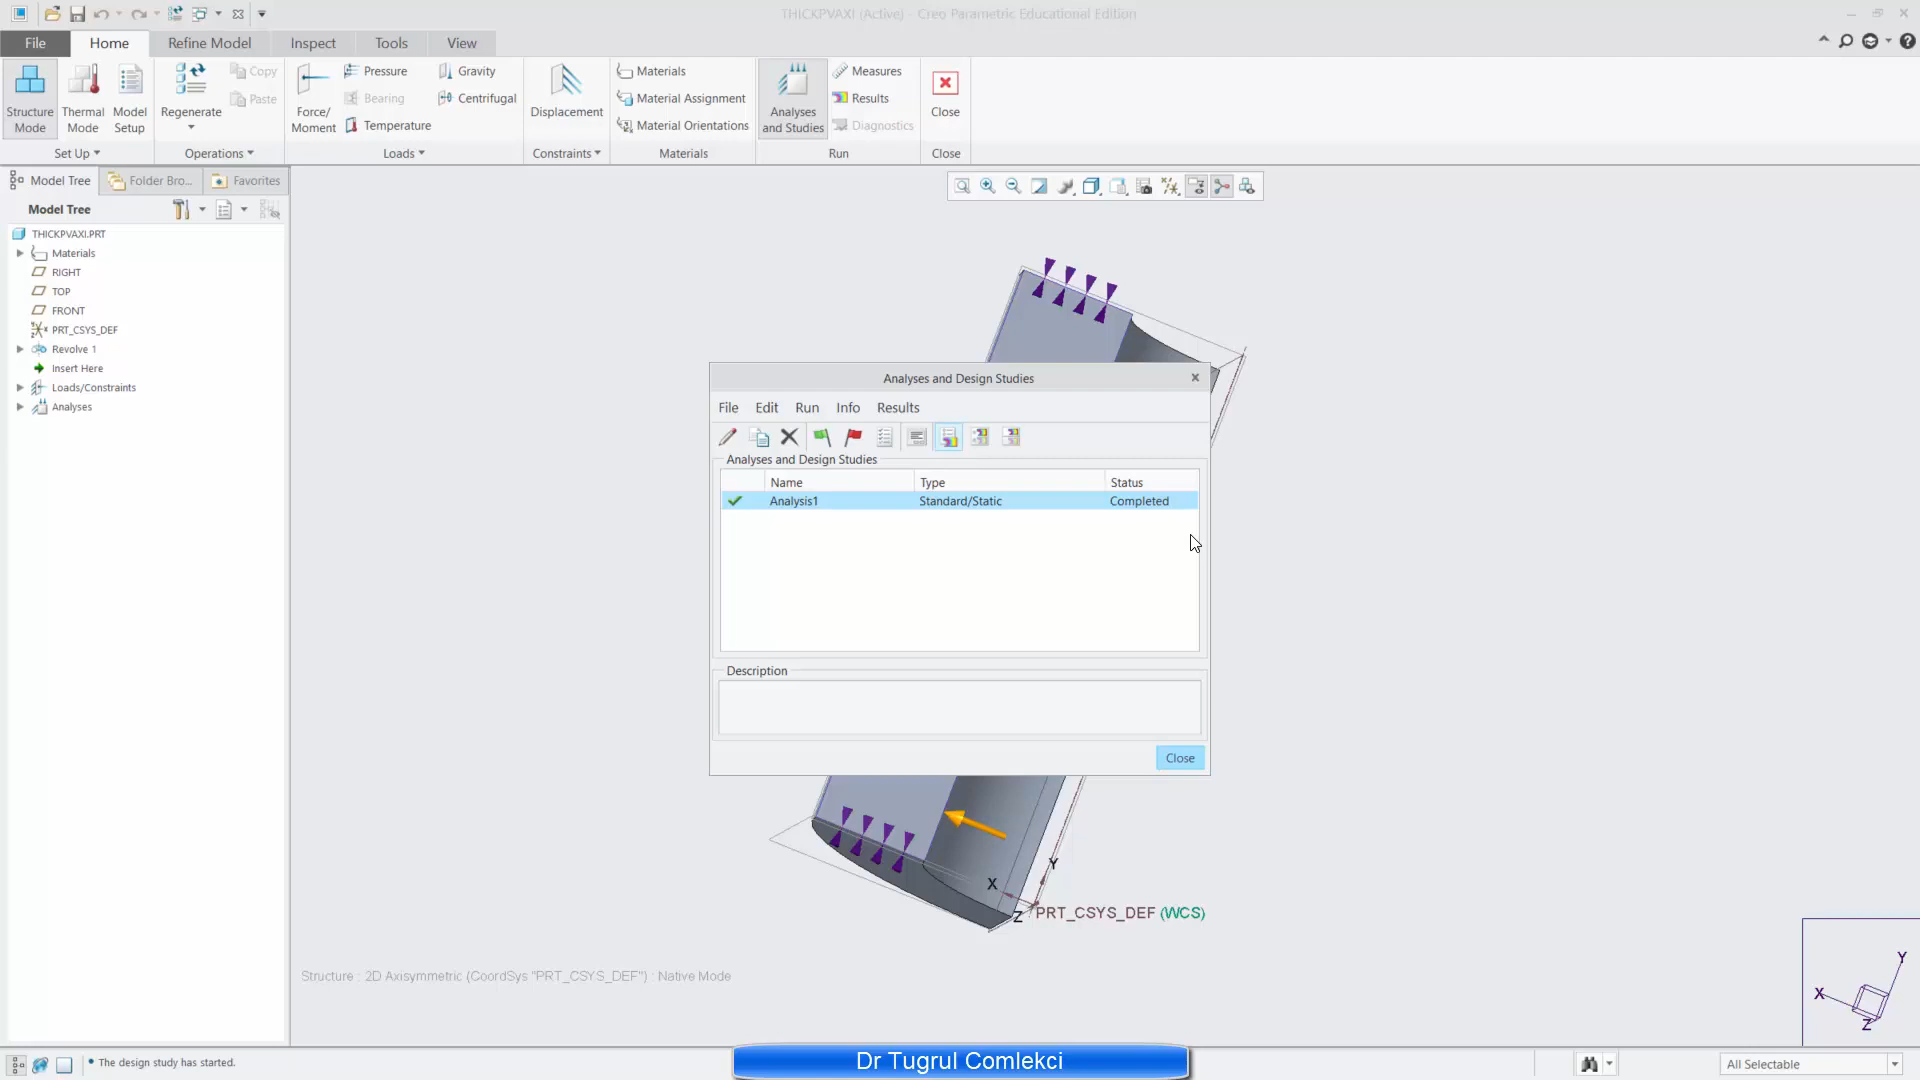 THICKPVAXI (Active) - Creo Parametric Educational Edition
File Home Refine Model Inspect Tools View
Structure Mode
Thermal Mode
Model Setup
Set Up
Regenerate
Copy
Paste
Operations
Force/ Moment
Pressure
Bearing
Temperature
Gravity
Centrifugal
Loads
Displacement
Constraints
Materials
Material Assignment
Material Orientations
Materials
Analyses and Studies
Measures
Results
Diagnostics
Run
Close
Close
Model Tree Folder Bro... Favorites
Model Tree
THICKPVAXI.PRT
Materials
RIGHT
TOP
FRONT
PRT_CSYS_DEF
Revolve 1
Insert Here
Loads/Constraints
Analyses
Analyses and Design Studies
File Edit Run Info Results
Analyses and Design Studies
Name Type Status
Analysis1 Standard/Static Completed
Description
Close
Y
X
Z
PRT_CSYS_DEF (WCS)
Structure : 2D Axisymmetric (CoordSys "PRT_CSYS_DEF") : Native Mode
Y
X
Z
The design study has started.
Dr Tugrul Comlekci
All Selectable